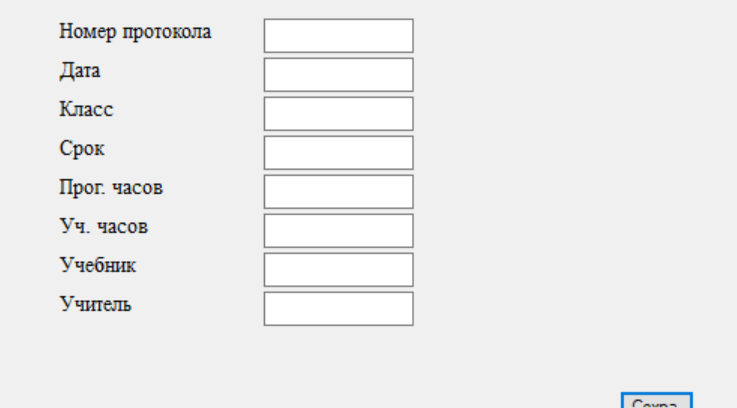 Номер протокола
Дата
Класс
Срок
Прог. часов
Уч. часов
Учебник
Учитель